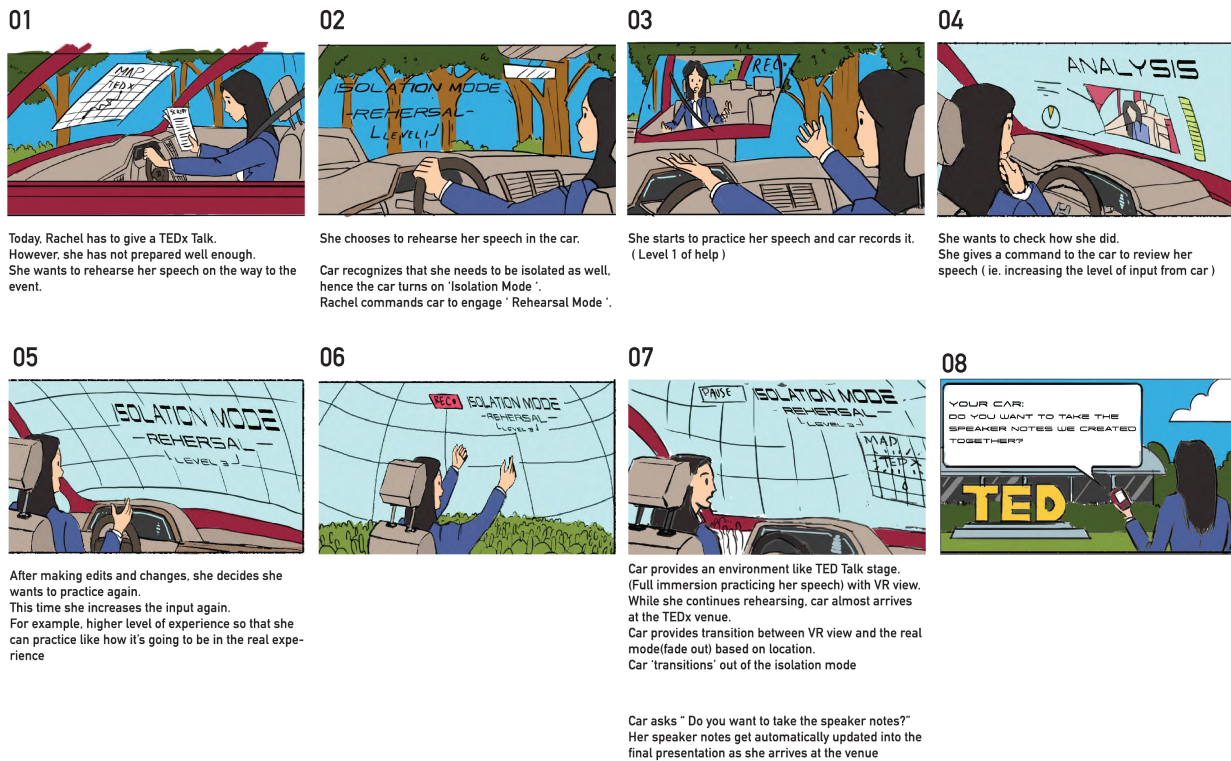 01
MAP
TEDX
SCRIPT
Today, Rachel has to give a TEDx Talk.
However, she has not prepared well enough.
She wants to rehearse her speech on the way to the
event.
02
ISOLATION MODE
-REHERSAL-
LEVEL 1
She chooses to rehearse her speech in the car.
Car recognizes that she needs to be isolated as well,
hence the car turns on ‘Isolation Mode ‘.
Rachel commands car to engage ‘ Rehearsal Mode ‘.
03
REC.
She starts to practice her speech and car records it.
( Level 1 of help )
04
ANALYSIS
She wants to check how she did.
She gives a command to the car to review her
speech ( ie. increasing the level of input from car )
05
ISOLATION MODE
-REHERSAL-
LEVEL 3
After making edits and changes, she decides she
wants to practice again.
This time she increases the input again.
For example, higher level of experience so that she
can practice like how it’s going to be in the real expe-
rience
06
REC•
ISOLATION MODE
-REHERSAL-
LEVEL 3
07
PAUSE
ISOLATION MODE
-REHERSAL-
LEVEL 3
MAP
TEDX
Car provides an environment like TED Talk stage.
(Full immersion practicing her speech) with VR view.
While she continues rehearsing, car almost arrives
at the TEDx venue.
Car provides transition between VR view and the real
mode(fade out) based on location.
Car ‘transitions’ out of the isolation mode
Car asks “ Do you want to take the speaker notes?”
Her speaker notes get automatically updated into the
final presentation as she arrives at the venue
08
YOUR CAR:
DO YOU WANT TO TAKE THE
SPEAKER NOTES WE CREATED
TOGETHER?
TED